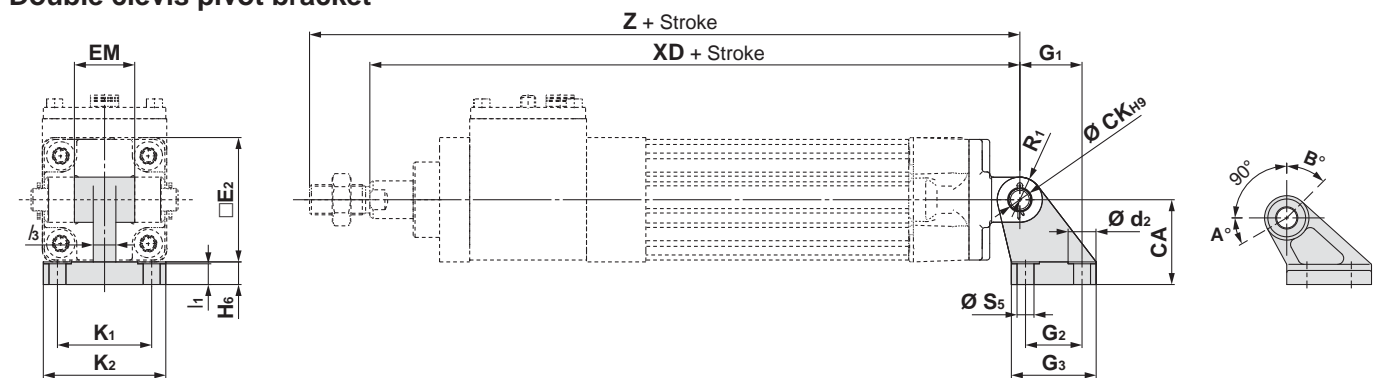 Double clevis pivot bracket
Z + Stroke
EM
XD + Stroke
G1
Ø CKH9
R1
□E2
l3
Ø d2
CA
90°
B°
A°
l1
H6
Ø S5
K1
G2
K2
G3